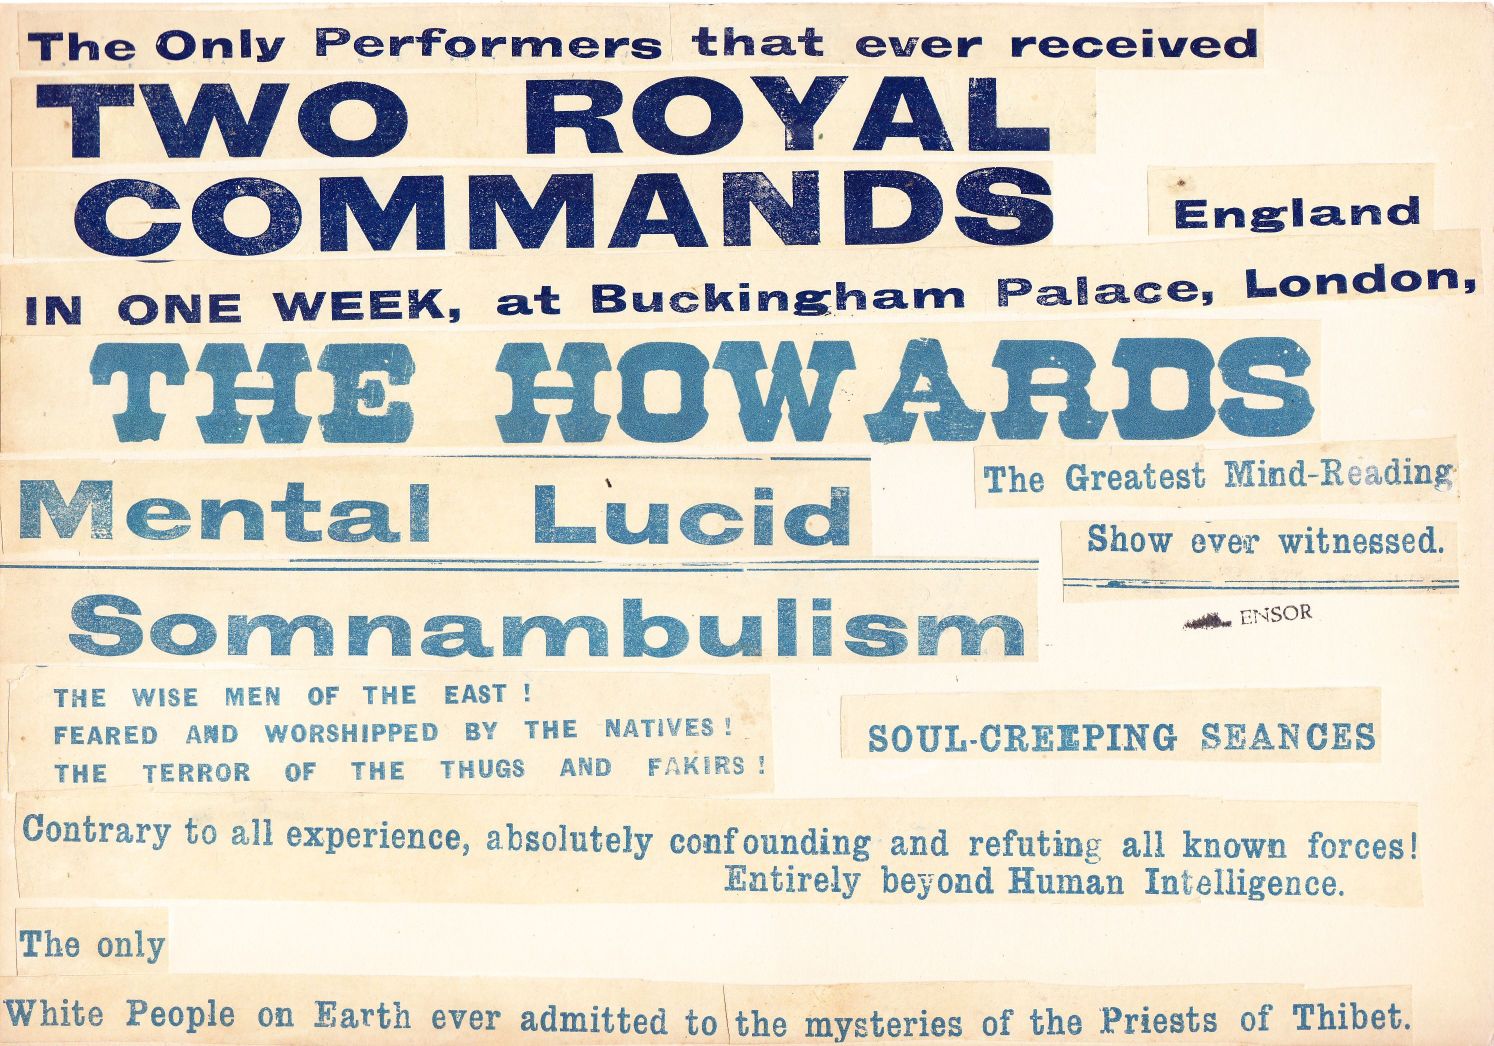 The Only Performers that ever received
TWO ROYAL
COMMANDS
England
IN ONE WEEK, at Buckingham Palace, London,
THE HOWARDS
Mental Lucid
The Greatest Mind-Reading
Show ever witnessed.
ENSOR
Somnambulism
THE WISE MEN OF THE EAST !
FEARED AND WORSHIPPED BY THE NATIVES !
THE TERROR OF THE THUGS AND FAKIRS !
SOUL-CREEPING SEANCES
Contrary to all experience, absolutely confounding and refuting all known forces!
Entirely beyond Human Intelligence.
The only
White People on Earth ever admitted to the mysteries of the Priests of Thibet.